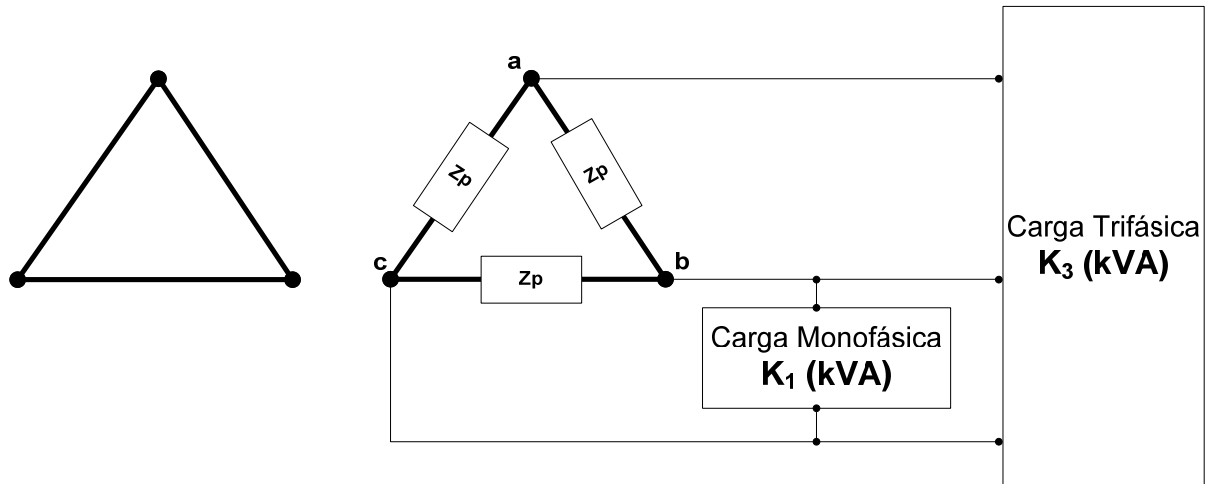 a
Zp
Zp
c
b
Zp
Carga Trifásica
K₃ (kVA)
Carga Monofásica
K₁ (kVA)